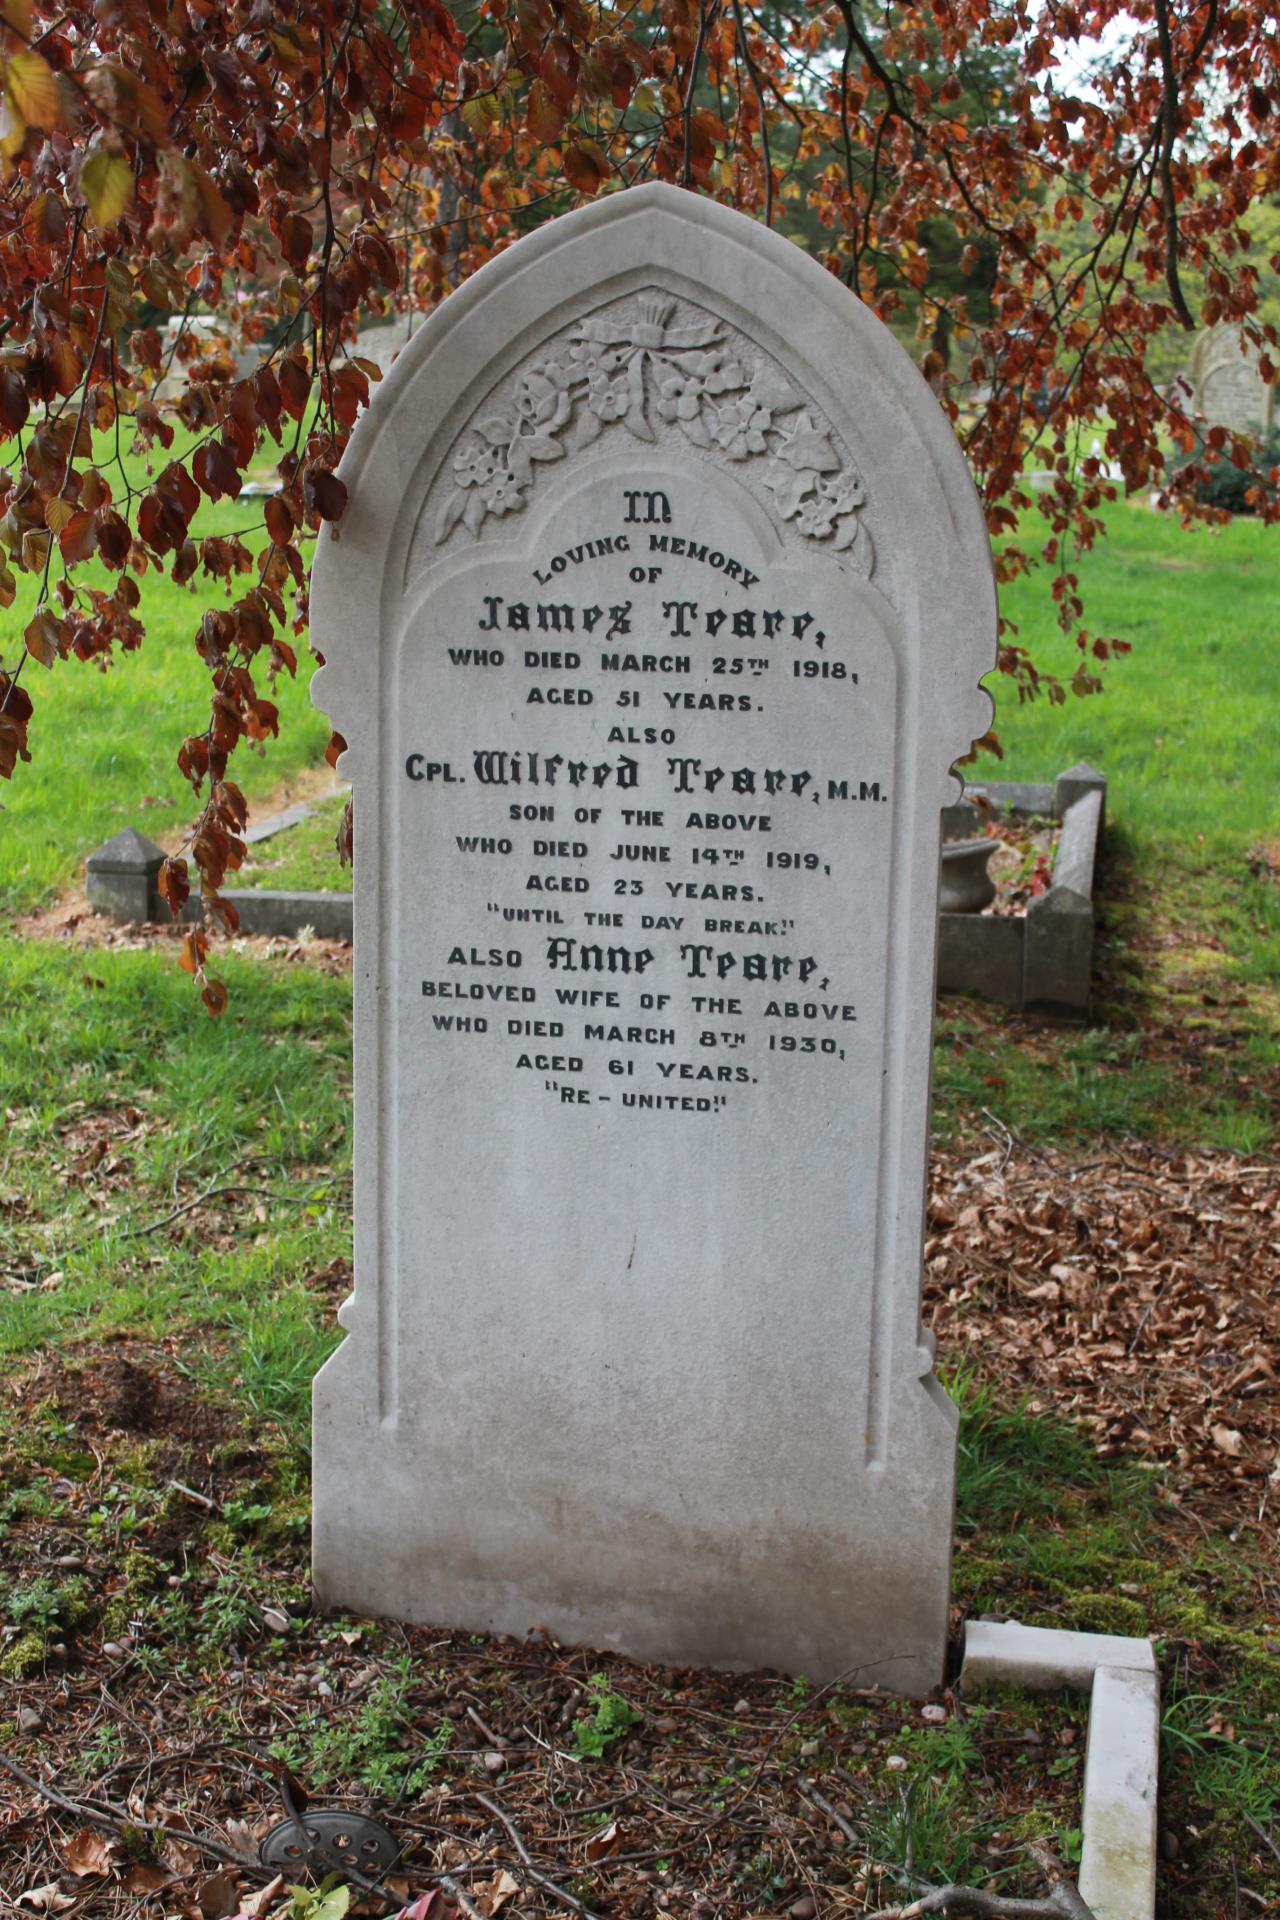 In
LOVING MEMORY
OF
James Teare,
WHO DIED MARCH 25TH 1918,
AGED 51 YEARS.
ALSO
CPL. Wilfred Teare, M.M.
SON OF THE ABOVE
WHO DIED JUNE 14TH 1919,
AGED 23 YEARS.
"UNTIL THE DAY BREAK."
ALSO Anne Teare,
BELOVED WIFE OF THE ABOVE
WHO DIED MARCH 8TH 1930,
AGED 61 YEARS.
"RE-UNITED."